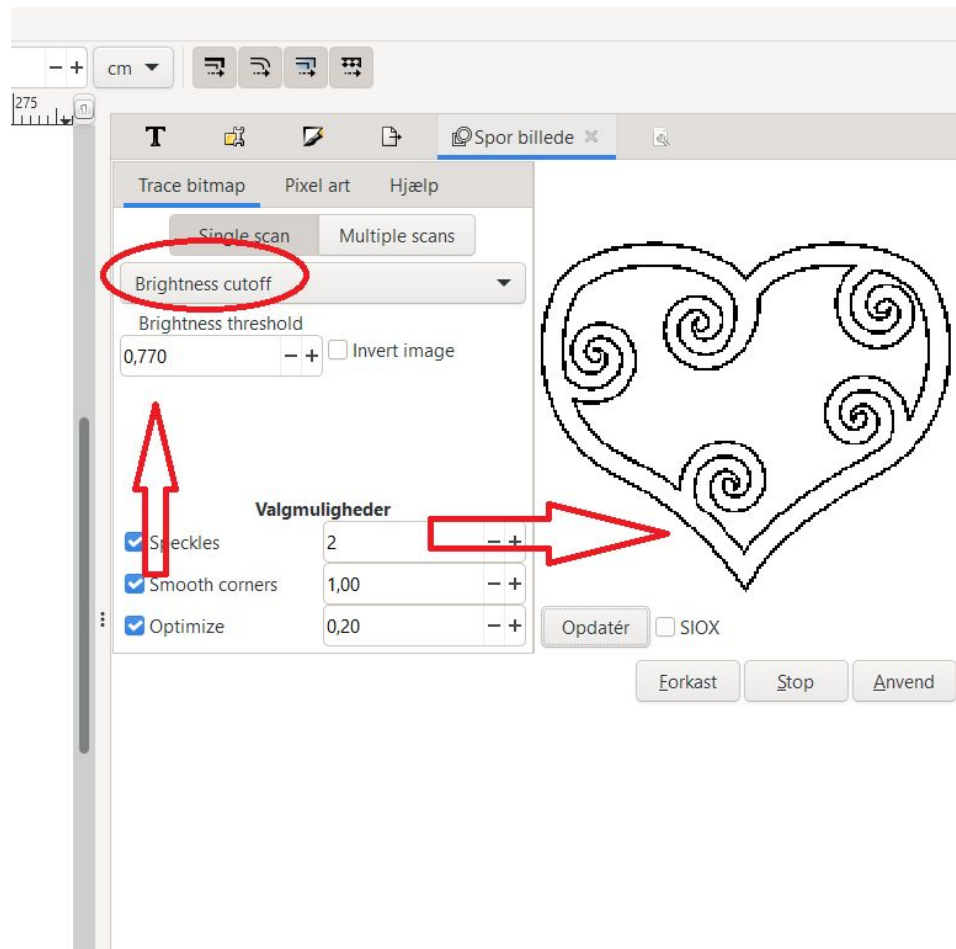 cm
275
T Spor billede
Trace bitmap Pixel art Hjælp
Single scan Multiple scans
Brightness cutoff
Brightness threshold
0,770 − + Invert image
Valgmuligheder
Speckles 2 − +
Smooth corners 1,00 − +
Optimize 0,20 − +
Opdatér SIOX
Forkast Stop Anvend